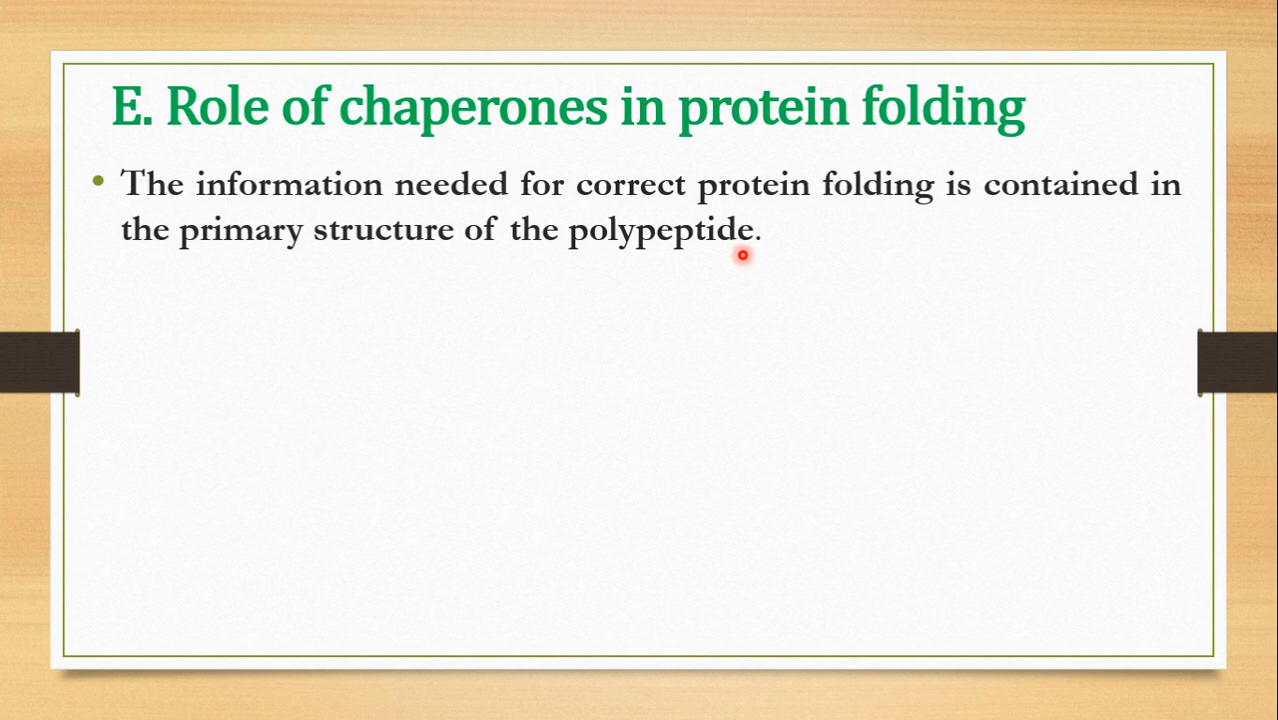 E. Role of chaperones in protein folding
• The information needed for correct protein folding is contained in
the primary structure of the polypeptide.